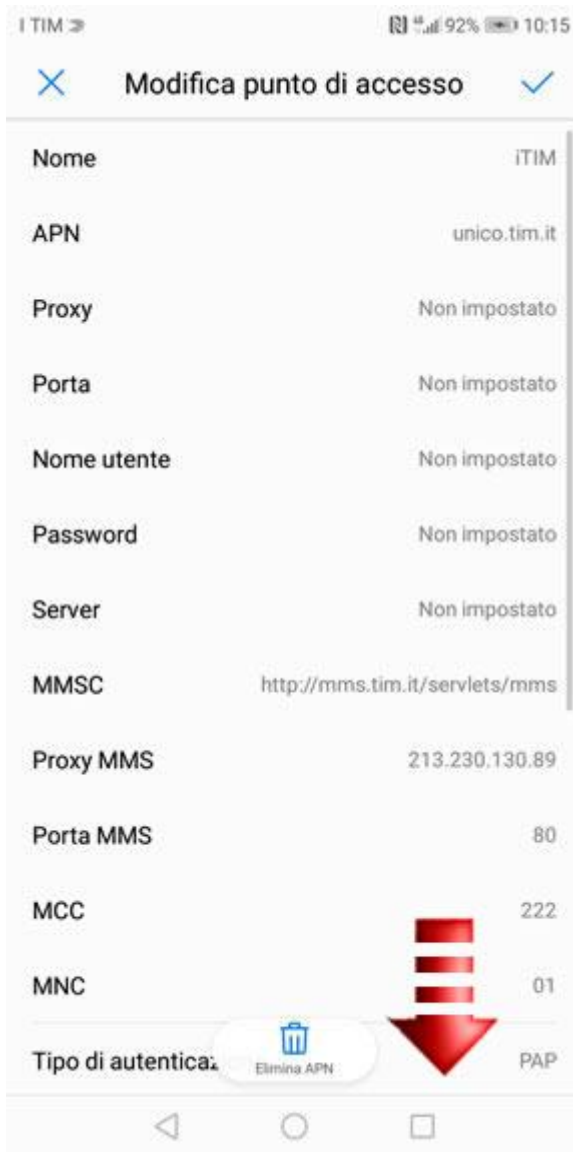 I TIM
92% 10:15
Modifica punto di accesso
Nome iTIM
APN unico.tim.it
Proxy Non impostato
Porta Non impostato
Nome utente Non impostato
Password Non impostato
Server Non impostato
MMSC http://mms.tim.it/servlets/mms
Proxy MMS 213.230.130.89
Porta MMS 80
MCC 222
MNC 01
Tipo di PAP
Elimina APN